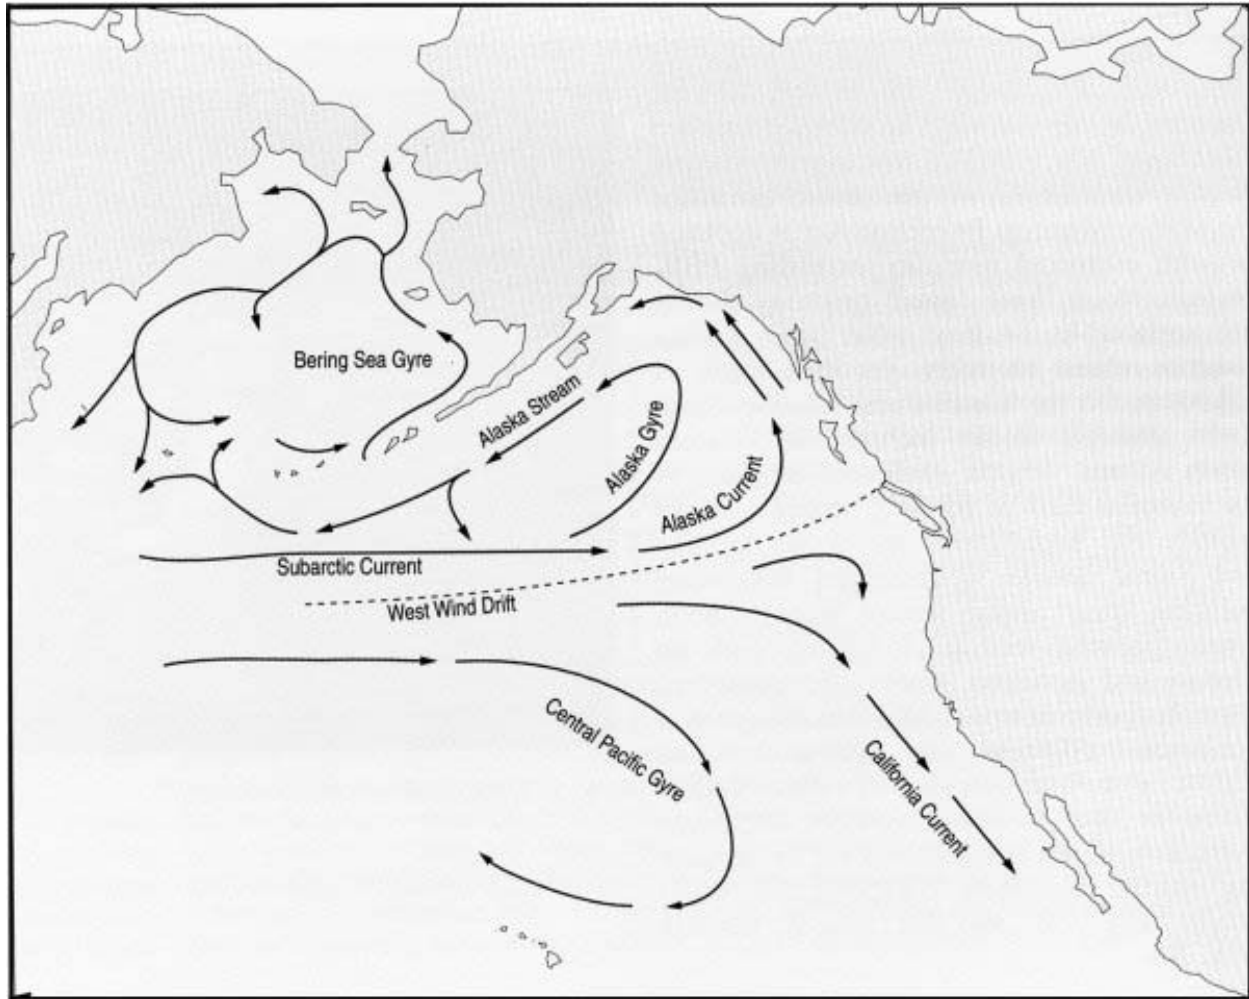 Bering Sea Gyre
Alaska Stream
Alaska Gyre
Alaska Current
Subarctic Current
West Wind Drift
Central Pacific Gyre
California Current